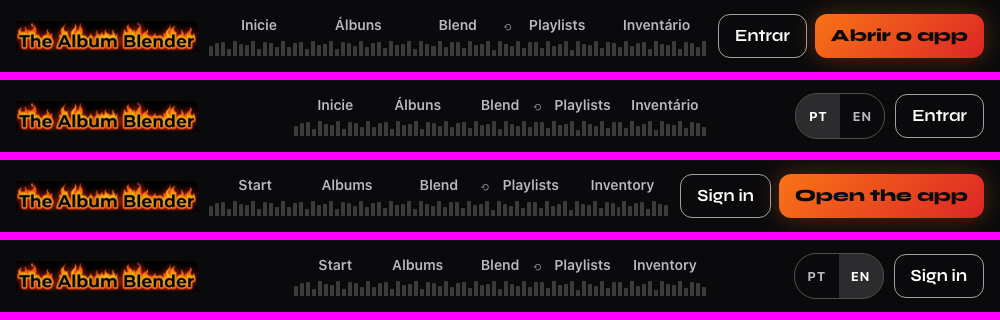 The Album Blender Inicie Álbuns Blend Playlists Inventário Entrar Abrir o app
The Album Blender Inicie Álbuns Blend Playlists Inventário PT EN Entrar
The Album Blender Start Albums Blend Playlists Inventory Sign in Open the app
The Album Blender Start Albums Blend Playlists Inventory PT EN Sign in